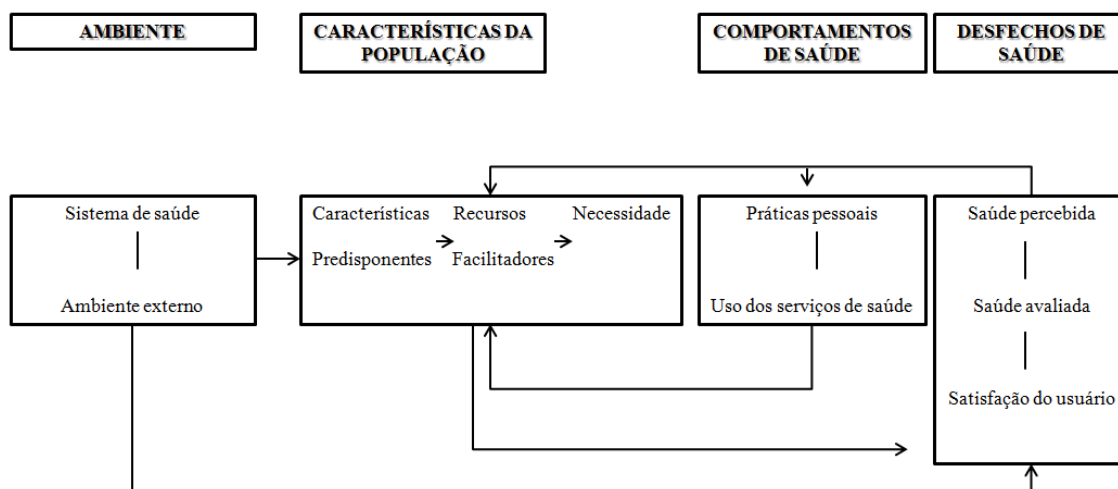 AMBIENTE
CARACTERÍSTICAS DA
POPULAÇÃO
COMPORTAMENTOS
DE SAÚDE
DESFECHOS DE
SAÚDE
Sistema de saúde
Ambiente externo
Características Recursos Necessidade
Predisponentes Facilitadores
Práticas pessoais
Uso dos serviços de saúde
Saúde percebida
Saúde avaliada
Satisfação do usuário